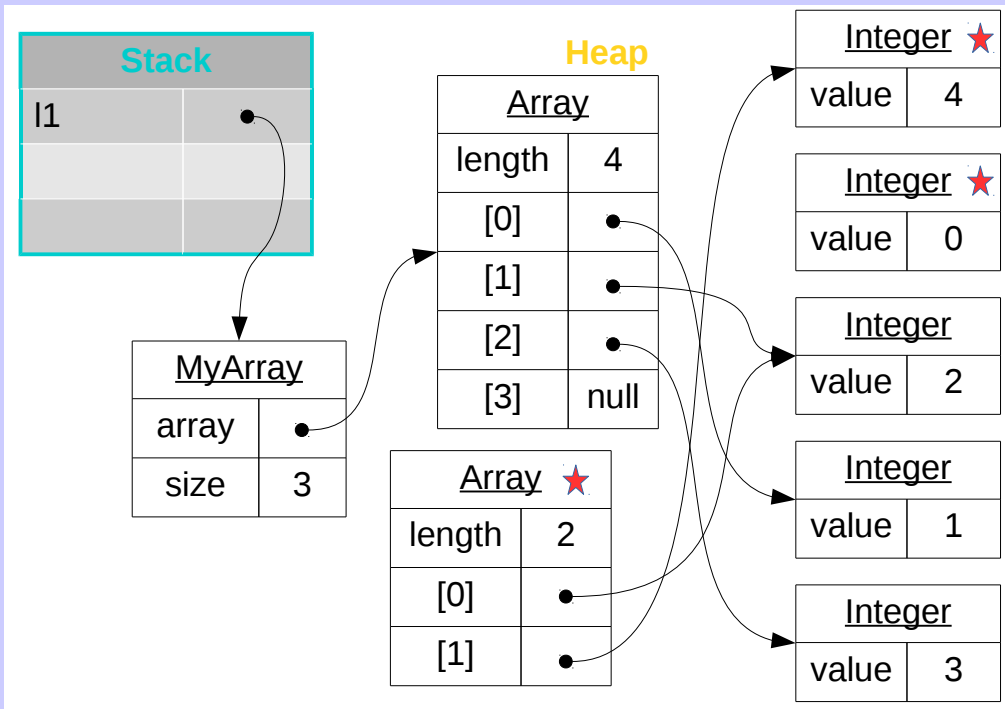 Stack
l1
Heap
Array
length 4
[0]
[1]
[2]
[3] null
MyArray
array
size 3
Array
length 2
[0]
[1]
Integer
value 4
Integer
value 0
Integer
value 2
Integer
value 1
Integer
value 3